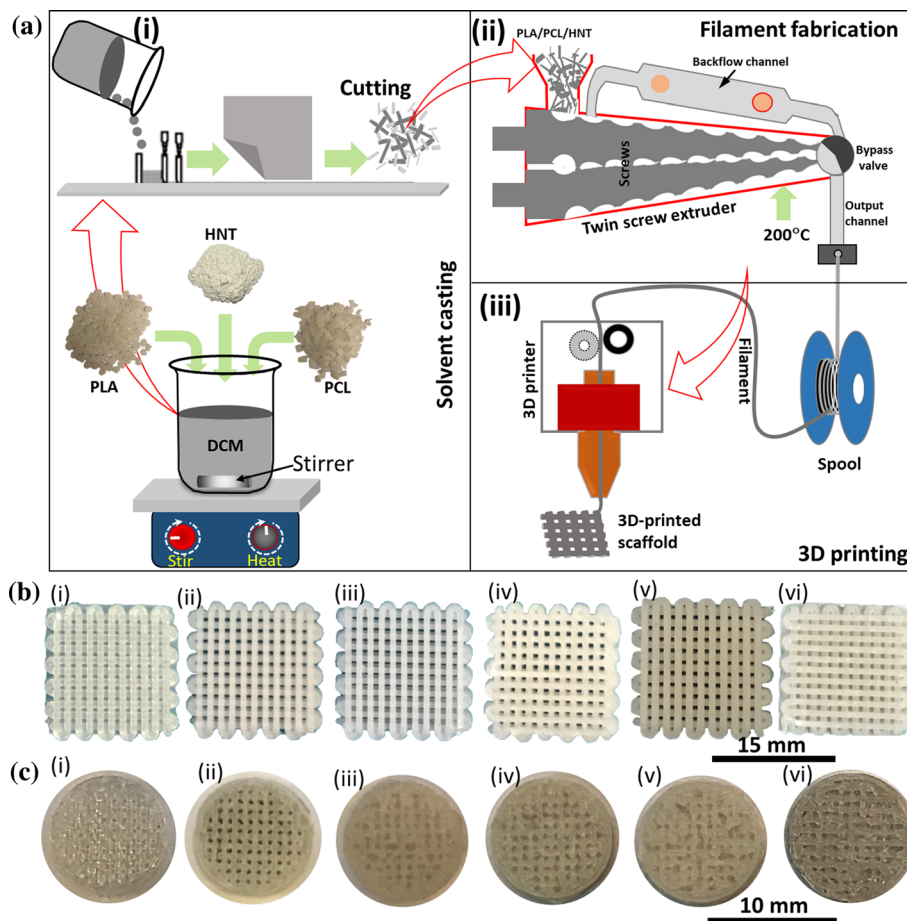 (a)
(i)
Cutting
HNT
PLA
PCL
DCM
Stirrer
Stir
Heat
Solvent casting
(ii)
PLA/PCL/HNT
Filament fabrication
Backflow channel
Screws
Bypass
valve
Twin screw extruder
200°C
Output
channel
(iii)
3D printer
Filament
Spool
3D-printed
scaffold
3D printing
(b)
(i)
(ii)
(iii)
(iv)
(v)
(vi)
15 mm
(c)
(i)
(ii)
(iii)
(iv)
(v)
(vi)
10 mm